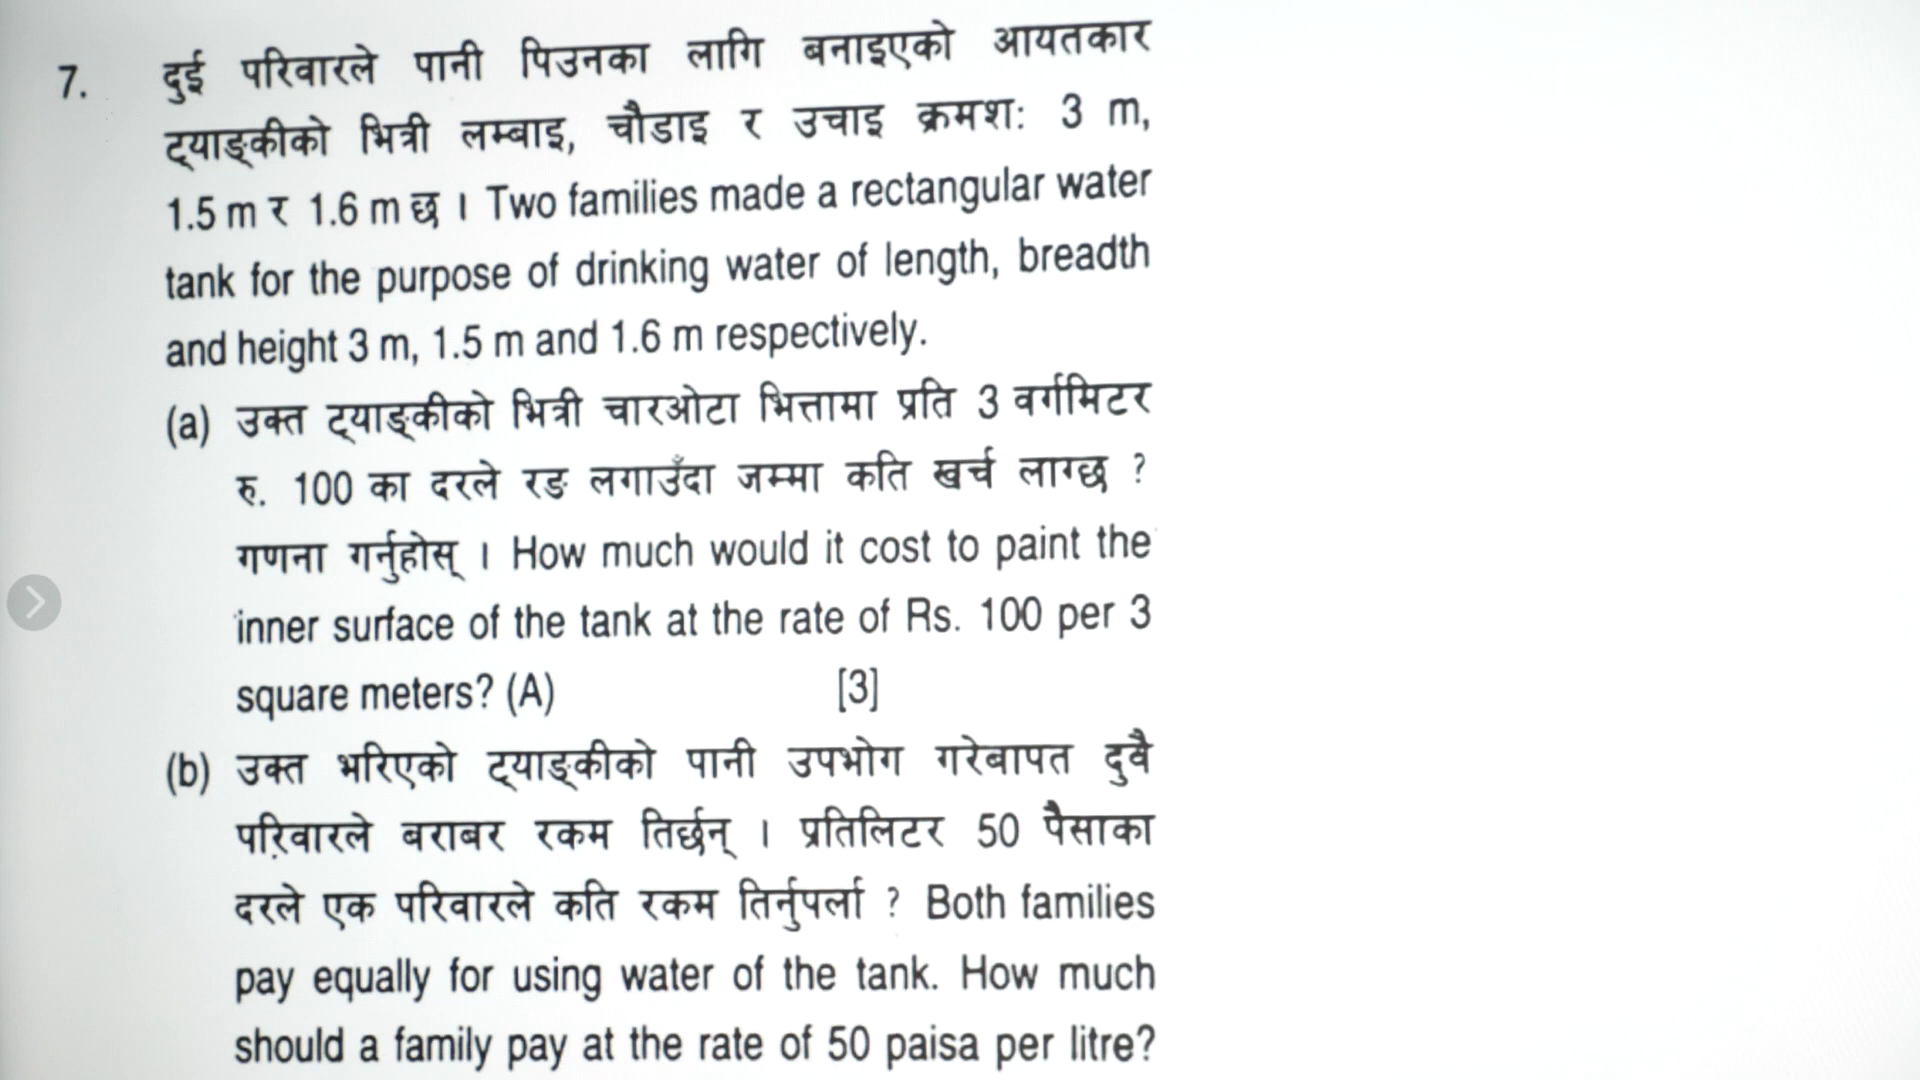 7. दुई परिवारले पानी पिउनका लागि बनाइएको आयतकार
ट्याङ्कीको भित्री लम्बाइ, चौडाइ र उचाइ क्रमशः 3 m,
1.5 m र 1.6 m छ । Two families made a rectangular water
tank for the purpose of drinking water of length, breadth
and height 3 m, 1.5 m and 1.6 m respectively.
(a) उक्त ट्याङ्कीको भित्री चारओटा भित्तामा प्रति 3 वर्गमिटर
रु. 100 का दरले रङ लगाउँदा जम्मा कति खर्च लाग्छ ?
गणना गर्नुहोस् । How much would it cost to paint the
inner surface of the tank at the rate of Rs. 100 per 3
square meters? (A) [3]
(b) उक्त भरिएको ट्याङ्कीको पानी उपभोग गरेबापत दुवै
परिवारले बराबर रकम तिर्छन् । प्रतिलिटर 50 पैसाका
दरले एक परिवारले कति रकम तिर्नुपर्ला ? Both families
pay equally for using water of the tank. How much
should a family pay at the rate of 50 paisa per litre?